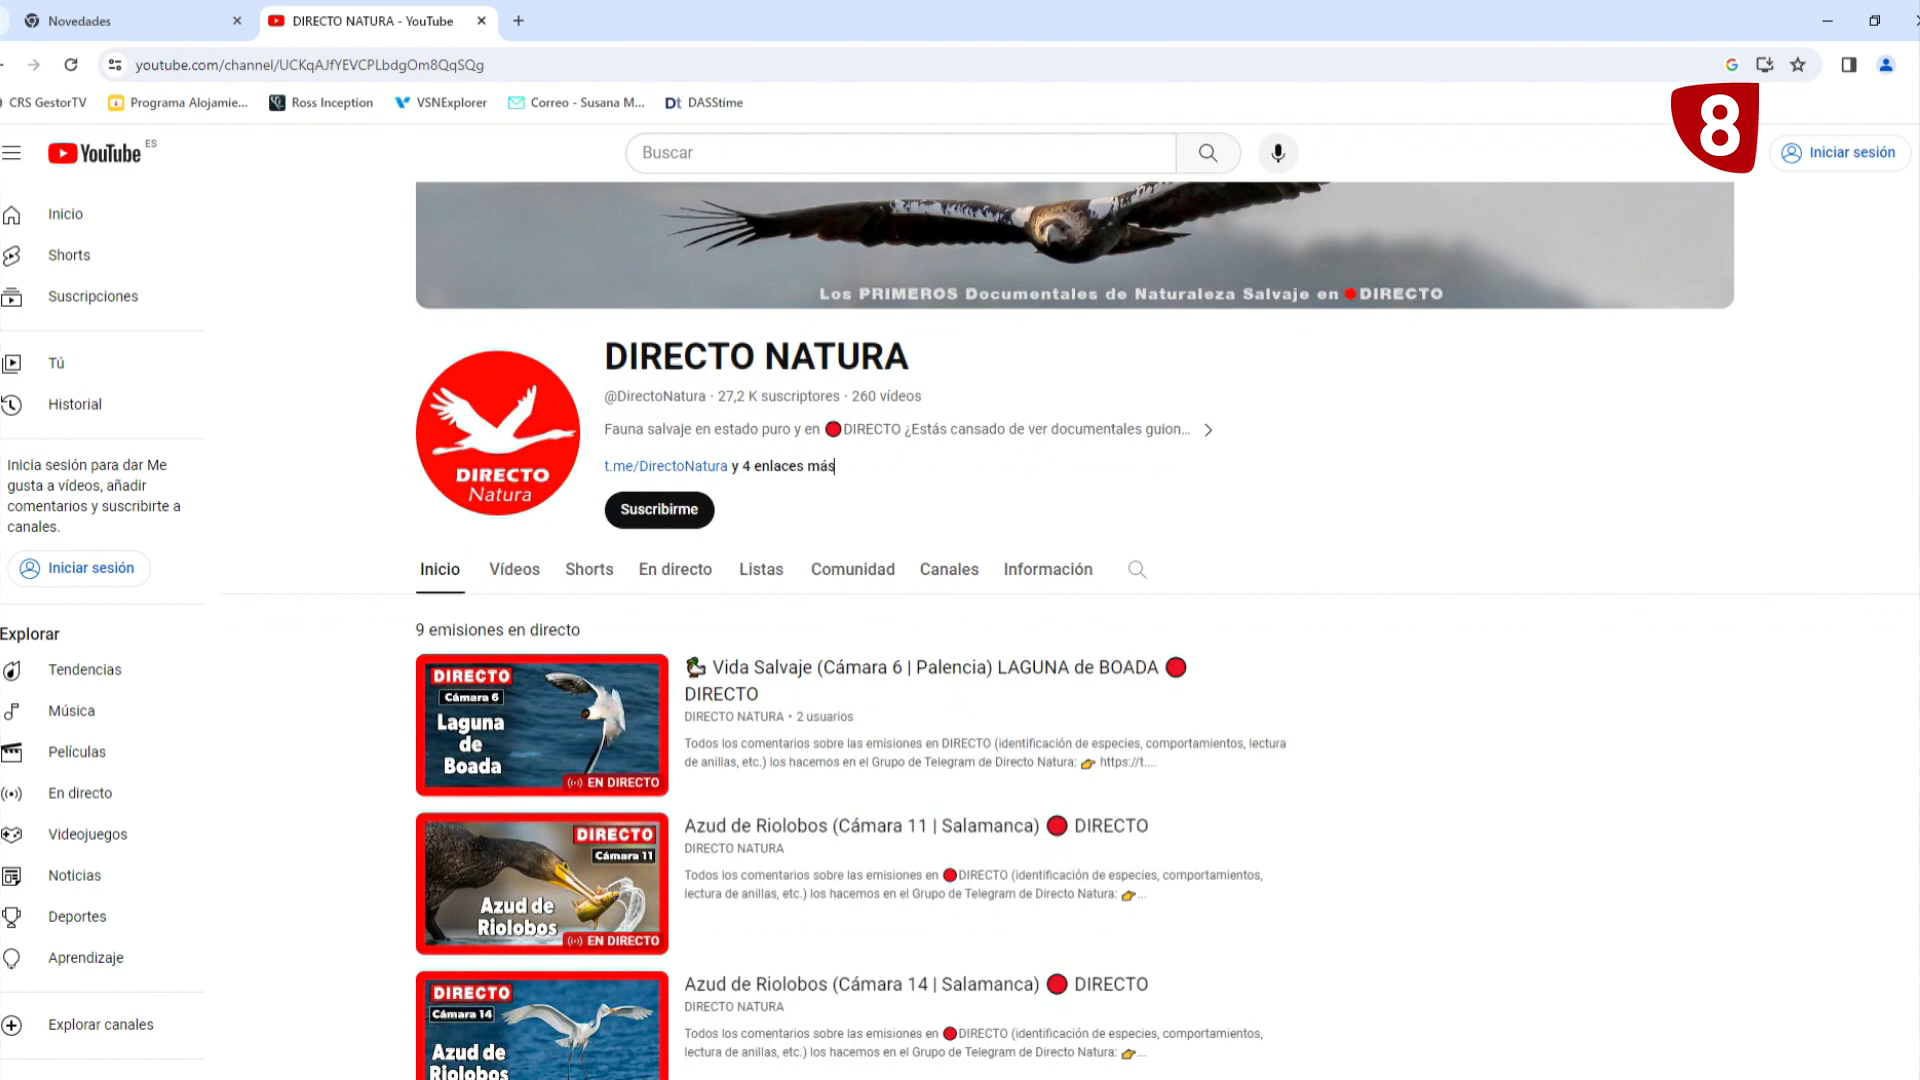 Novedades
DIRECTO NATURA - YouTube
youtube.com/channel/UCKqAJfYEVCPLbdgOm8QqSQg
CRS GestorTV
Programa Alojamie...
Ross Inception
VSNExplorer
Correo - Susana M...
Dt DASStime
8
YouTube ES
Buscar
Iniciar sesión
Inicio
Shorts
Suscripciones
Tú
Historial
Inicia sesión para dar Me
gusta a vídeos, añadir
comentarios y suscribirte a
canales.
Iniciar sesión
Explorar
Tendencias
Música
Películas
En directo
Videojuegos
Noticias
Deportes
Aprendizaje
Explorar canales
Los PRIMEROS Documentales de Naturaleza Salvaje en 🔴DIRECTO
DIRECTO
Natura
DIRECTO NATURA
@DirectoNatura · 27,2 K suscriptores · 260 vídeos
Fauna salvaje en estado puro y en 🔴DIRECTO ¿Estás cansado de ver documentales guion...
t.me/DirectoNatura y 4 enlaces más
Suscribirme
Inicio Vídeos Shorts En directo Listas Comunidad Canales Información
9 emisiones en directo
DIRECTO
Cámara 6
Laguna
de
Boada
EN DIRECTO
🦆 Vida Salvaje (Cámara 6 | Palencia) LAGUNA de BOADA 🔴
DIRECTO
DIRECTO NATURA • 2 usuarios
Todos los comentarios sobre las emisiones en DIRECTO (identificación de especies, comportamientos, lectura
de anillas, etc.) los hacemos en el Grupo de Telegram de Directo Natura: 👉 https://t....
DIRECTO
Cámara 11
Azud de
Riolobos
EN DIRECTO
Azud de Riolobos (Cámara 11 | Salamanca) 🔴 DIRECTO
DIRECTO NATURA
Todos los comentarios sobre las emisiones en 🔴DIRECTO (identificación de especies, comportamientos,
lectura de anillas, etc.) los hacemos en el Grupo de Telegram de Directo Natura: 👉...
DIRECTO
Cámara 14
Azud de
Riolobos
Azud de Riolobos (Cámara 14 | Salamanca) 🔴 DIRECTO
DIRECTO NATURA
Todos los comentarios sobre las emisiones en 🔴DIRECTO (identificación de especies, comportamientos,
lectura de anillas, etc.) los hacemos en el Grupo de Telegram de Directo Natura: 👉...